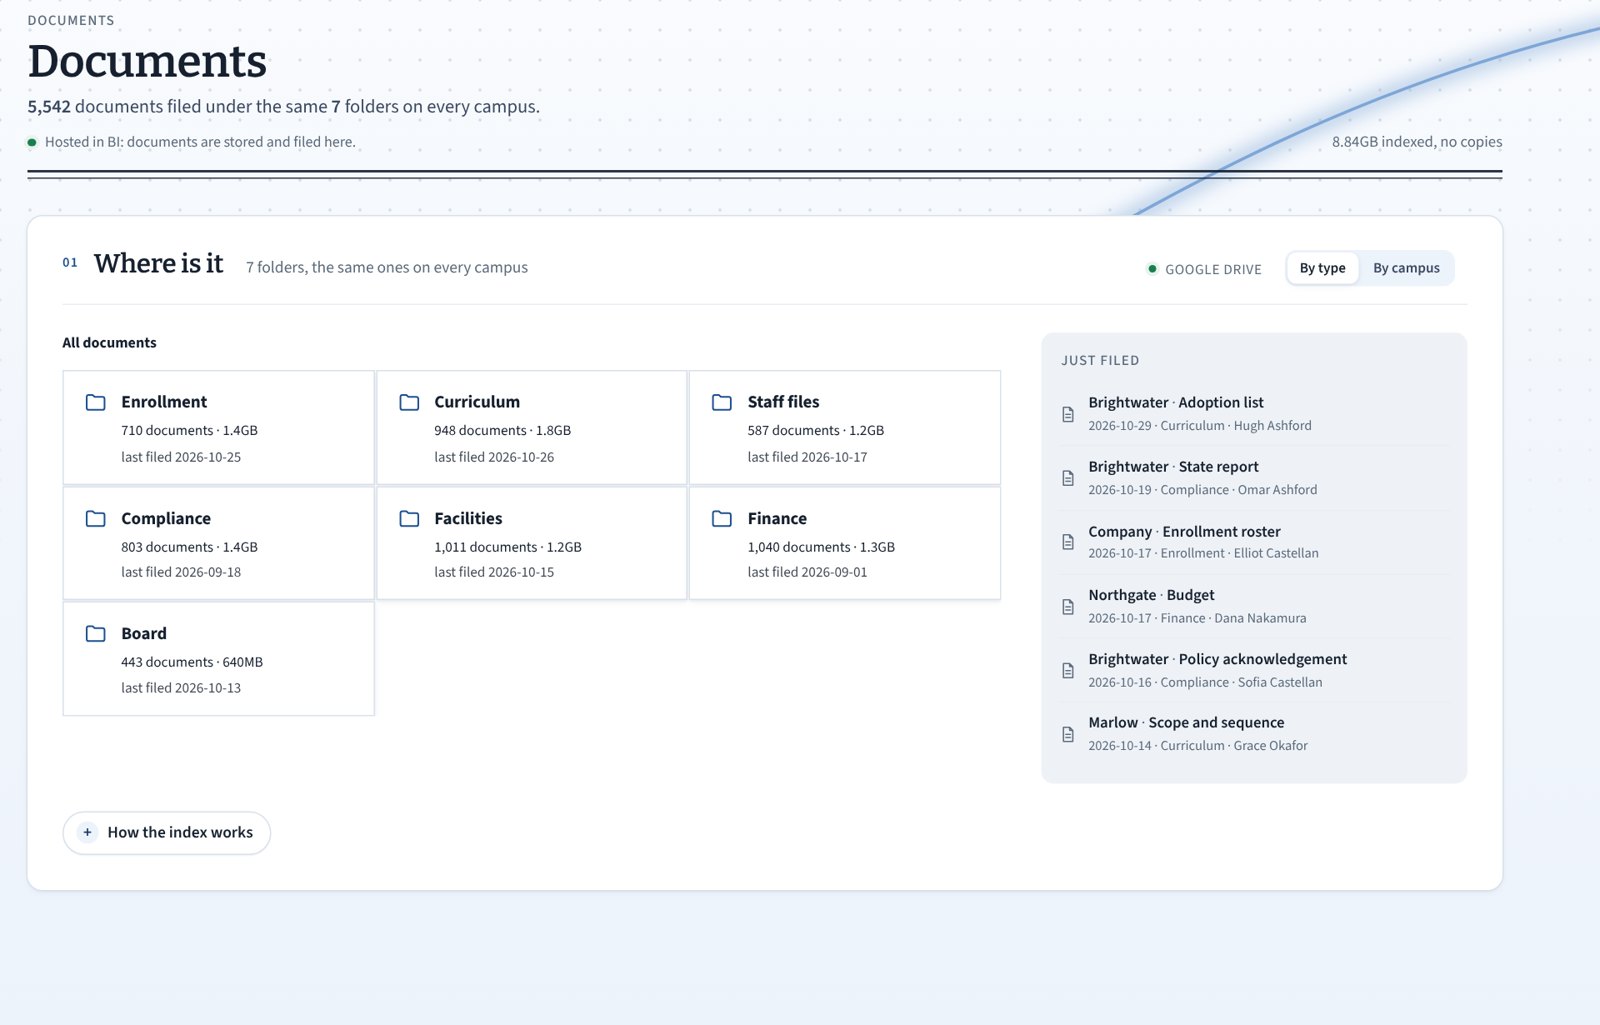 DOCUMENTS
Documents
5,542 documents filed under the same 7 folders on every campus.
Hosted in BI: documents are stored and filed here.
8.84GB indexed, no copies
01 Where is it 7 folders, the same ones on every campus
GOOGLE DRIVE By type By campus
All documents
Enrollment
710 documents · 1.4GB
last filed 2026-10-25
Curriculum
948 documents · 1.8GB
last filed 2026-10-26
Staff files
587 documents · 1.2GB
last filed 2026-10-17
Compliance
803 documents · 1.4GB
last filed 2026-09-18
Facilities
1,011 documents · 1.2GB
last filed 2026-10-15
Finance
1,040 documents · 1.3GB
last filed 2026-09-01
Board
443 documents · 640MB
last filed 2026-10-13
JUST FILED
Brightwater · Adoption list
2026-10-29 · Curriculum · Hugh Ashford
Brightwater · State report
2026-10-19 · Compliance · Omar Ashford
Company · Enrollment roster
2026-10-17 · Enrollment · Elliot Castellan
Northgate · Budget
2026-10-17 · Finance · Dana Nakamura
Brightwater · Policy acknowledgement
2026-10-16 · Compliance · Sofia Castellan
Marlow · Scope and sequence
2026-10-14 · Curriculum · Grace Okafor
+ How the index works